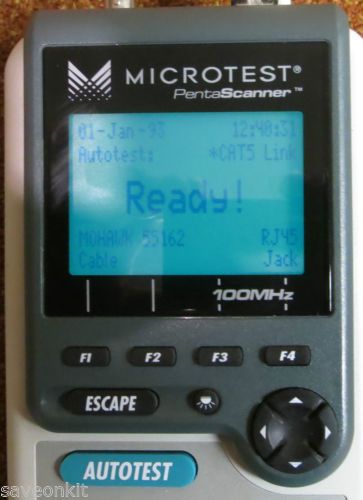 MICROTEST®
PentaScanner™
01-Jan-93 12:40:31
Autotest: *CAT5 Link
Ready!
MOHAWK 55162 RJ45
Cable Jack
100MHz
F1 F2 F3 F4
ESCAPE
AUTOTEST
saveonkit